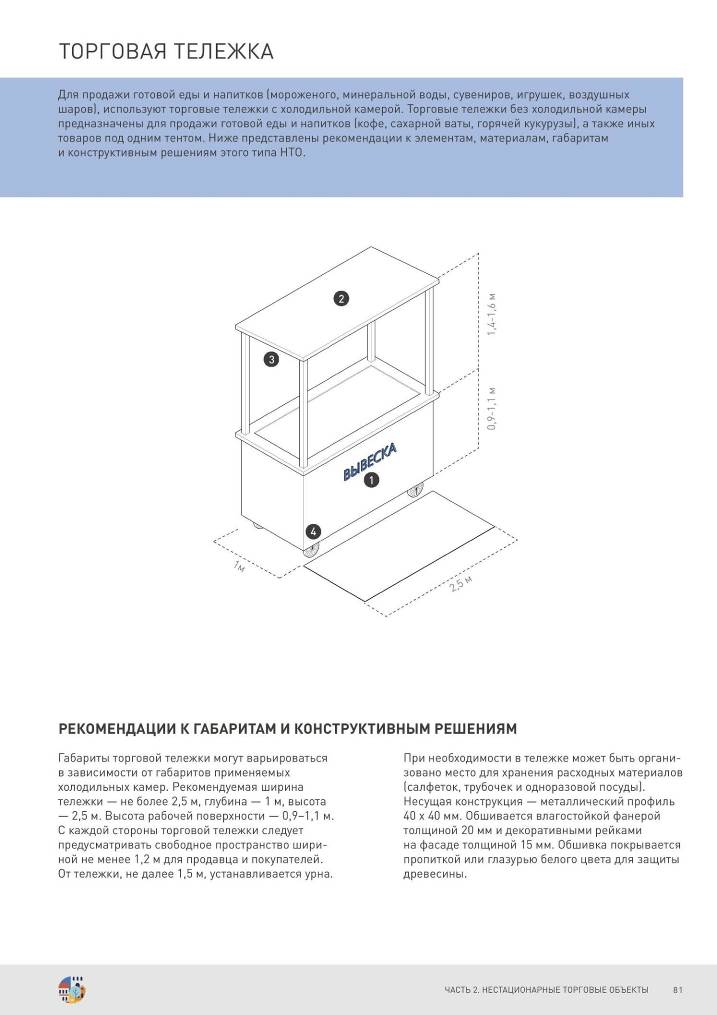 ТОРГОВАЯ ТЕЛЕЖКА
Для продажи готовой еды и напитков (мороженого, минеральной воды, сувениров, игрушек, воздушных
шаров), используют торговые тележки с холодильной камерой. Торговые тележки без холодильной камеры
предназначены для продажи готовой еды и напитков (кофе, сахарной ваты, горячей кукурузы), а также иных
товаров под одним тентом. Ниже представлены рекомендации к элементам, материалам, габаритам
и конструктивным решениям этого типа НТО.
2
1,4-1,6 м
3
0,9-1,1 м
ВЫВЕСКА
1
4
1м
2,5 м
РЕКОМЕНДАЦИИ К ГАБАРИТАМ И КОНСТРУКТИВНЫМ РЕШЕНИЯМ
Габариты торговой тележки могут варьироваться
в зависимости от габаритов применяемых
холодильных камер. Рекомендуемая ширина
тележки — не более 2,5 м, глубина — 1 м, высота
— 2,5 м. Высота рабочей поверхности — 0,9–1,1 м.
С каждой стороны торговой тележки следует
предусматривать свободное пространство шири-
ной не менее 1,2 м для продавца и покупателей.
От тележки, не далее 1,5 м, устанавливается урна.
При необходимости в тележке может быть органи-
зовано место для хранения расходных материалов
(салфеток, трубочек и одноразовой посуды).
Несущая конструкция — металлический профиль
40 х 40 мм. Обшивается влагостойкой фанерой
толщиной 20 мм и декоративными рейками
на фасаде толщиной 15 мм. Обшивка покрывается
пропиткой или глазурью белого цвета для защиты
древесины.
ЧАСТЬ 2. НЕСТАЦИОНАРНЫЕ ТОРГОВЫЕ ОБЪЕКТЫ 81